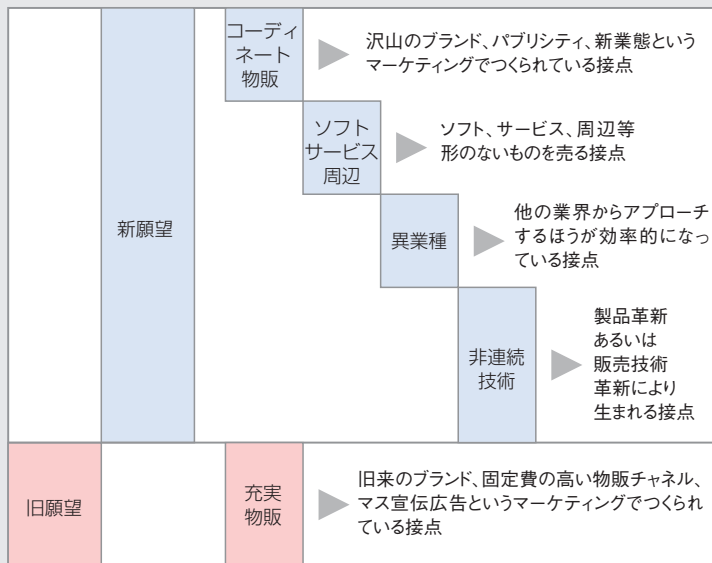 コーディ
ネート
物販
沢山のブランド、パブリシティ、新業態という
マーケティングでつくられている接点
ソフト
サービス
周辺
ソフト、サービス、周辺等
形のないものを売る接点
新願望
異業種
他の業界からアプローチ
するほうが効率的になっ
ている接点
非連続
技術
製品革新
あるいは
販売技術
革新により
生まれる接点
旧願望
充実
物販
旧来のブランド、固定費の高い物販チャネル、
マス宣伝広告というマーケティングでつくられ
ている接点